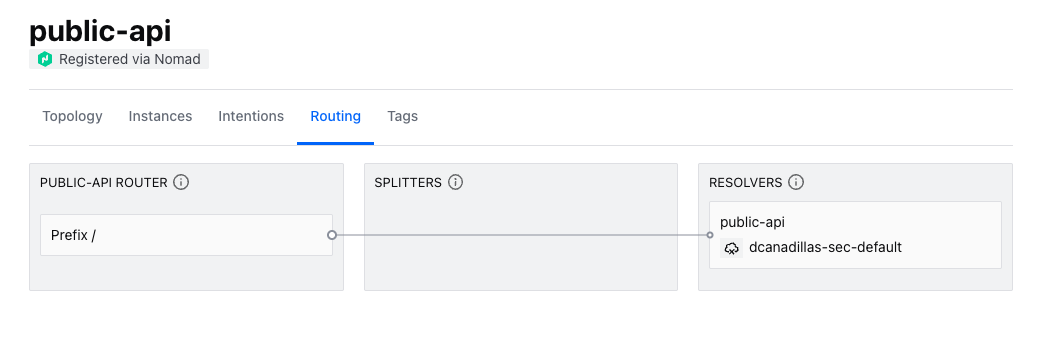 public-api
Registered via Nomad
Topology Instances Intentions Routing Tags
PUBLIC-API ROUTER
Prefix /
SPLITTERS
RESOLVERS
public-api
dcanadillas-sec-default